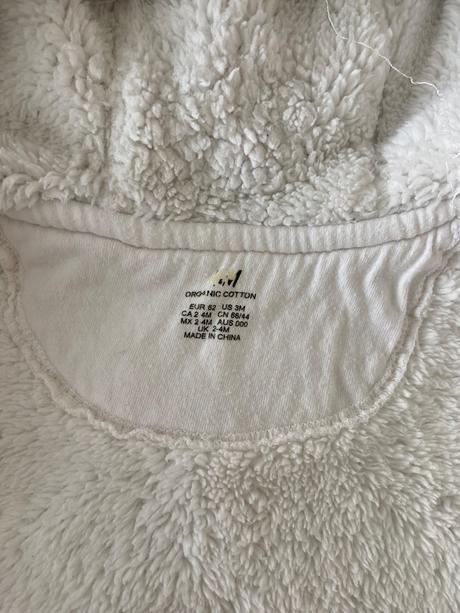 ORGANIC COTTON
EUR 62 US 3M
CA 2-4M CN 66/44
MX 2-4M AUS 000
UK 2-4M
MADE IN CHINA